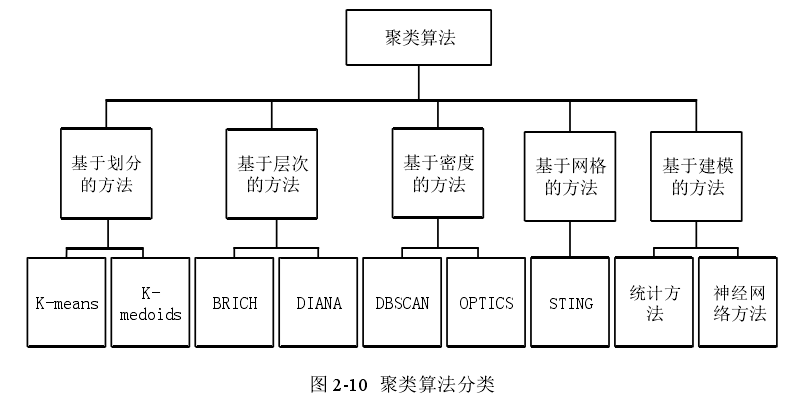 聚类算法
基于划分
的方法
基于层次
的方法
基于密度
的方法
基于网格
的方法
基于建模
的方法
K-means
K-
medoids
BRICH
DIANA
DBSCAN
OPTICS
STING
统计方
法
神经网
络方法
图 2-10 聚类算法分类